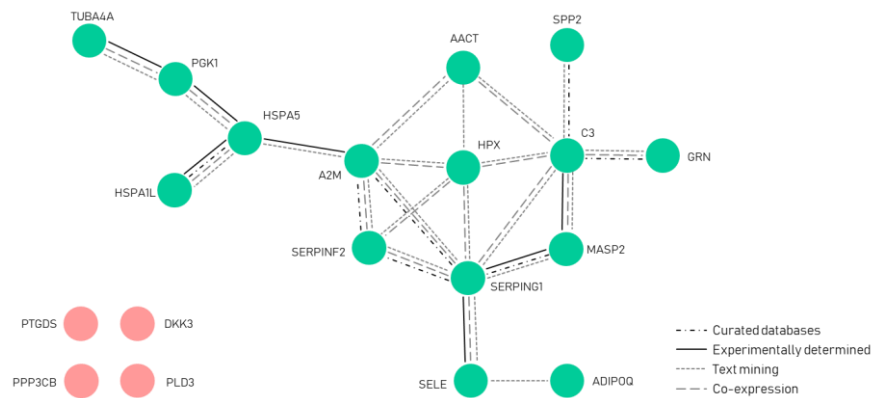 TUBA4A
SPP2
AACT
PGK1
HSPA5
C3
HPX
GRN
A2M
HSPA1L
SERPINF2
MASP2
SERPING1
PTGDS
DKK3
Curated databases
Experimentally determined
Text mining
Co-expression
PPP3CB
PLD3
SELE
ADIPOQ